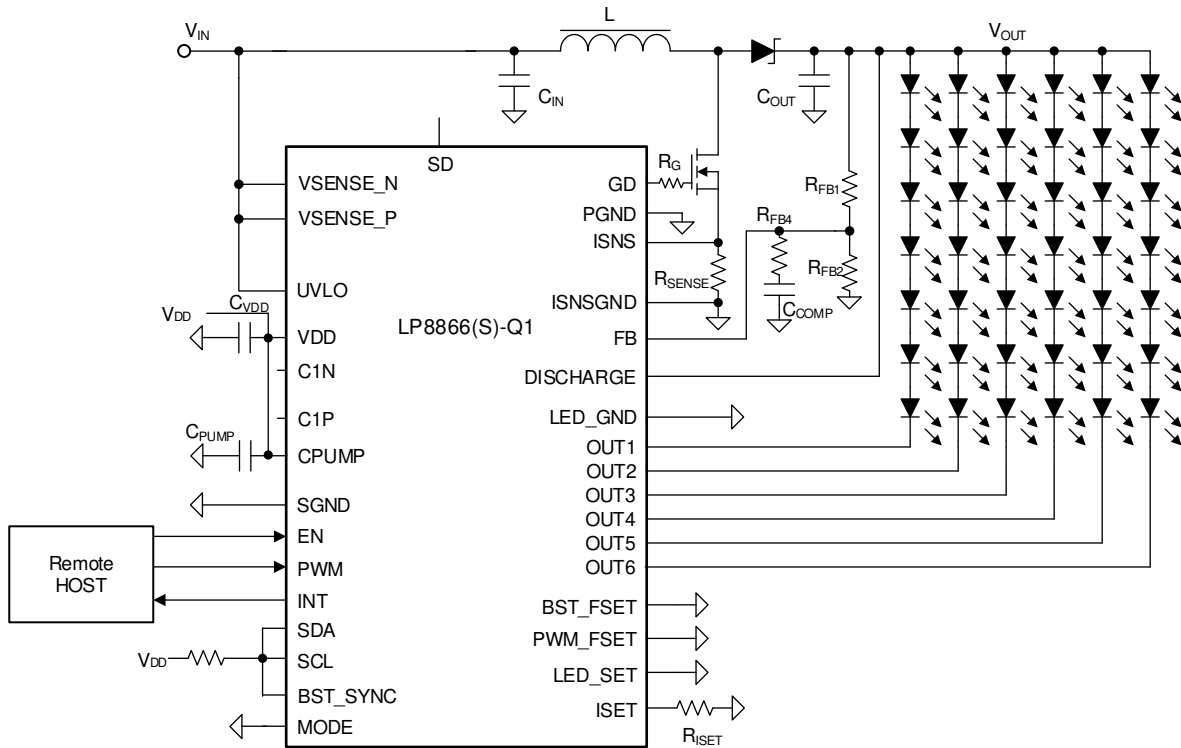 L
VIN
VOUT
CIN
COUT
SD
RG
GD
RFB1
VSENSE_N
VSENSE_P
PGND
RFB4
ISNS
RSENSE
RFB2
UVLO
ISNSGND
CCOMP
CVDD
VDD
VDD
LP8866(S)-Q1
FB
C1N
DISCHARGE
C1P
LED_GND
CPUMP
CPUMP
OUT1
OUT2
OUT3
OUT4
OUT5
OUT6
SGND
EN
PWM
INT
Remote
HOST
BST_FSET
SDA
PWM_FSET
VDD
SCL
LED_SET
BST_SYNC
ISET
MODE
RISET